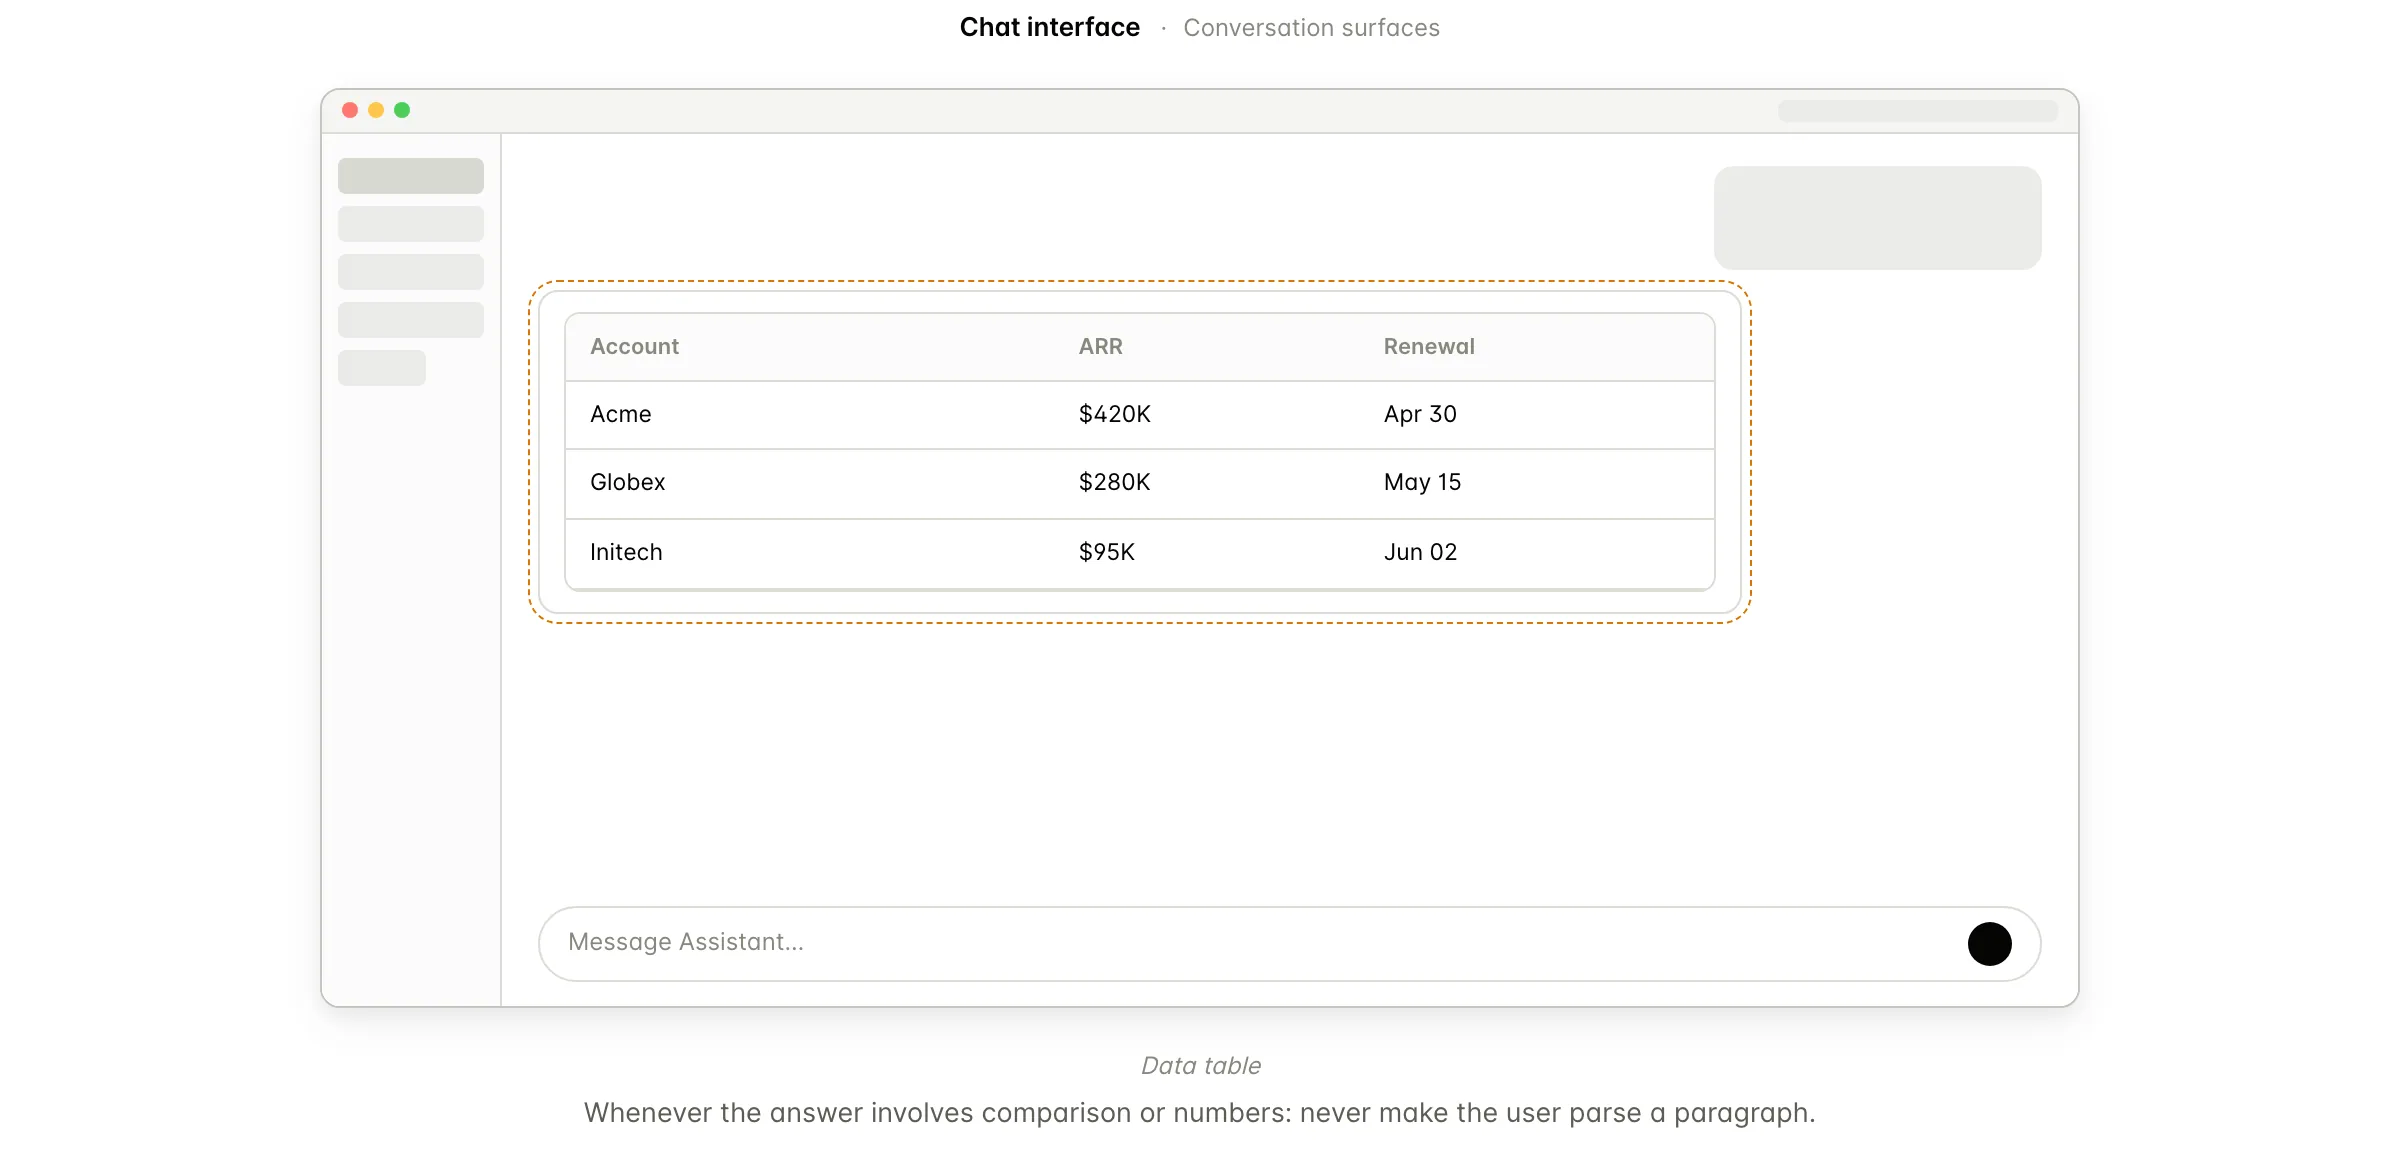 Chat interface · Conversation surfaces
Account ARR Renewal
Acme $420K Apr 30
Globex $280K May 15
Initech $95K Jun 02
Message Assistant...
Data table
Whenever the answer involves comparison or numbers: never make the user parse a paragraph.